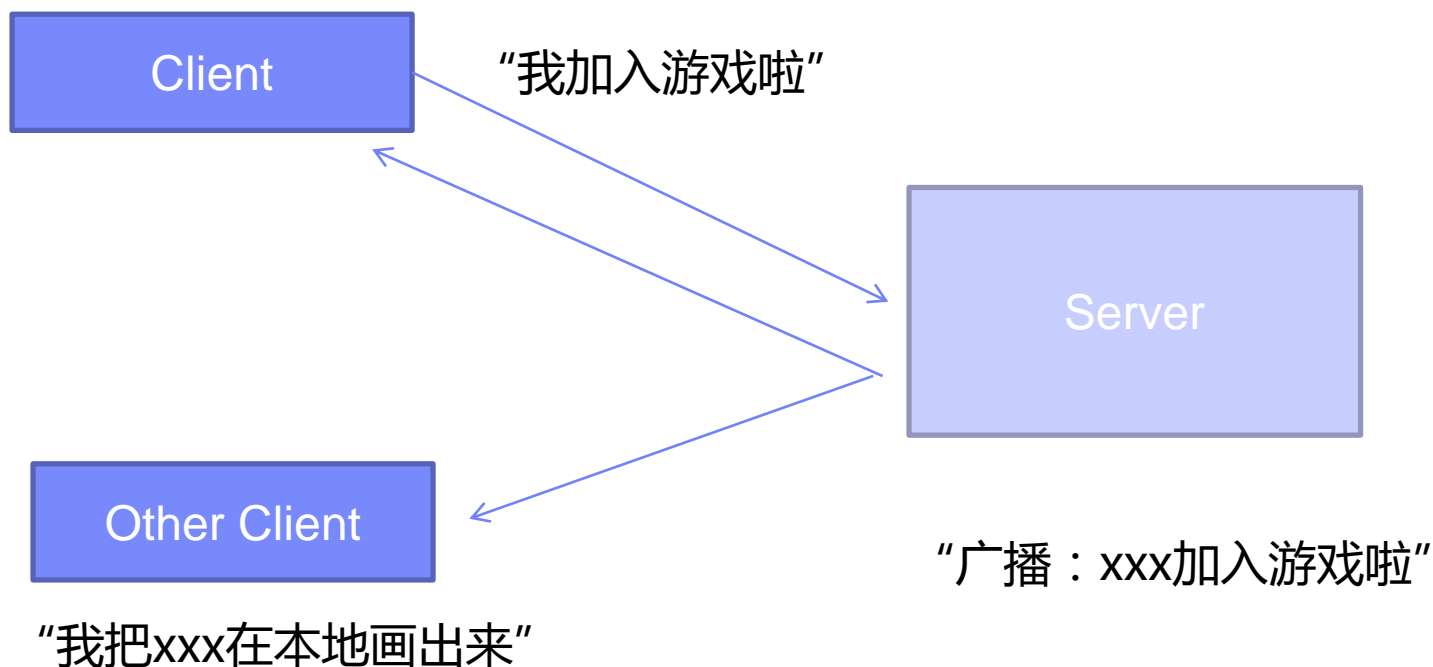 Client
“我加入游戏啦”
Server
Other Client
“广播：xxx加入游戏啦”
“我把xxx在本地画出来”